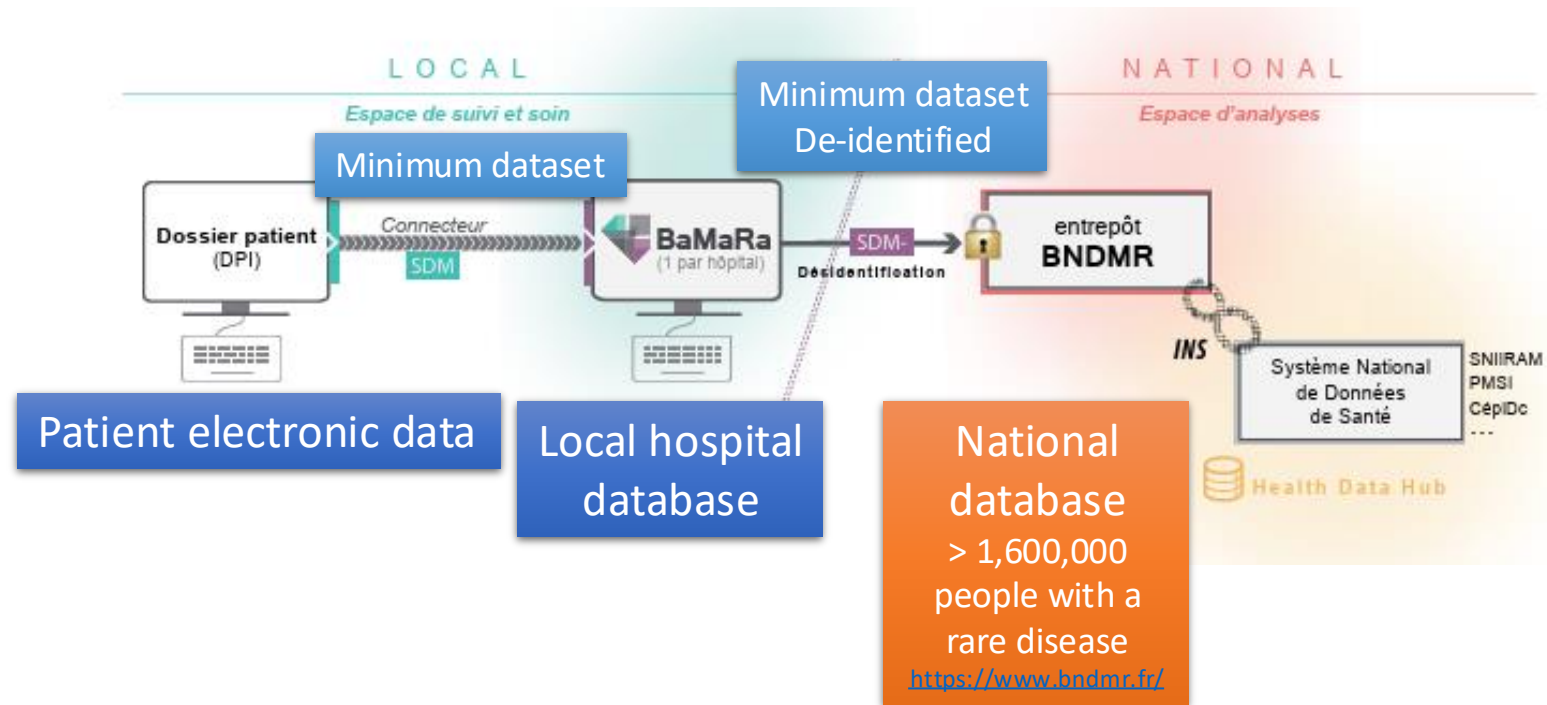 LOCAL
Espace de suivi et soin
NATIONAL
Espace d'analyses
Minimum dataset
De-identified
Minimum dataset
Dossier patient
(DPI)
Connecteur
SDM
BaMaRa
(1 par hôpital)
SDM-
Désidentification
entrepôt
BNDMR
INS
Système National
de Données
de Santé
SNIIRAM
PMSI
CépiDc
---
Health Data Hub
Patient electronic data
Local hospital
database
National
database
> 1,600,000
people with a
rare disease
https://www.bndmr.fr/